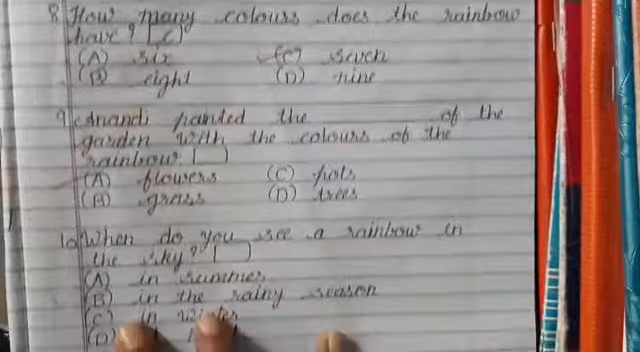 8 How many colours does the rainbow
have? [C]
(A) six (C) seven
(B) eight (D) nine
9 Anandi painted the ______ of the
garden with the colours of the
rainbow. [ ]
(A) flowers (C) pots
(B) grass (D) trees
10 When do you see a rainbow in
the sky? [ ]
(A) in summer
(B) in the rainy season
(C) in winter
(D)